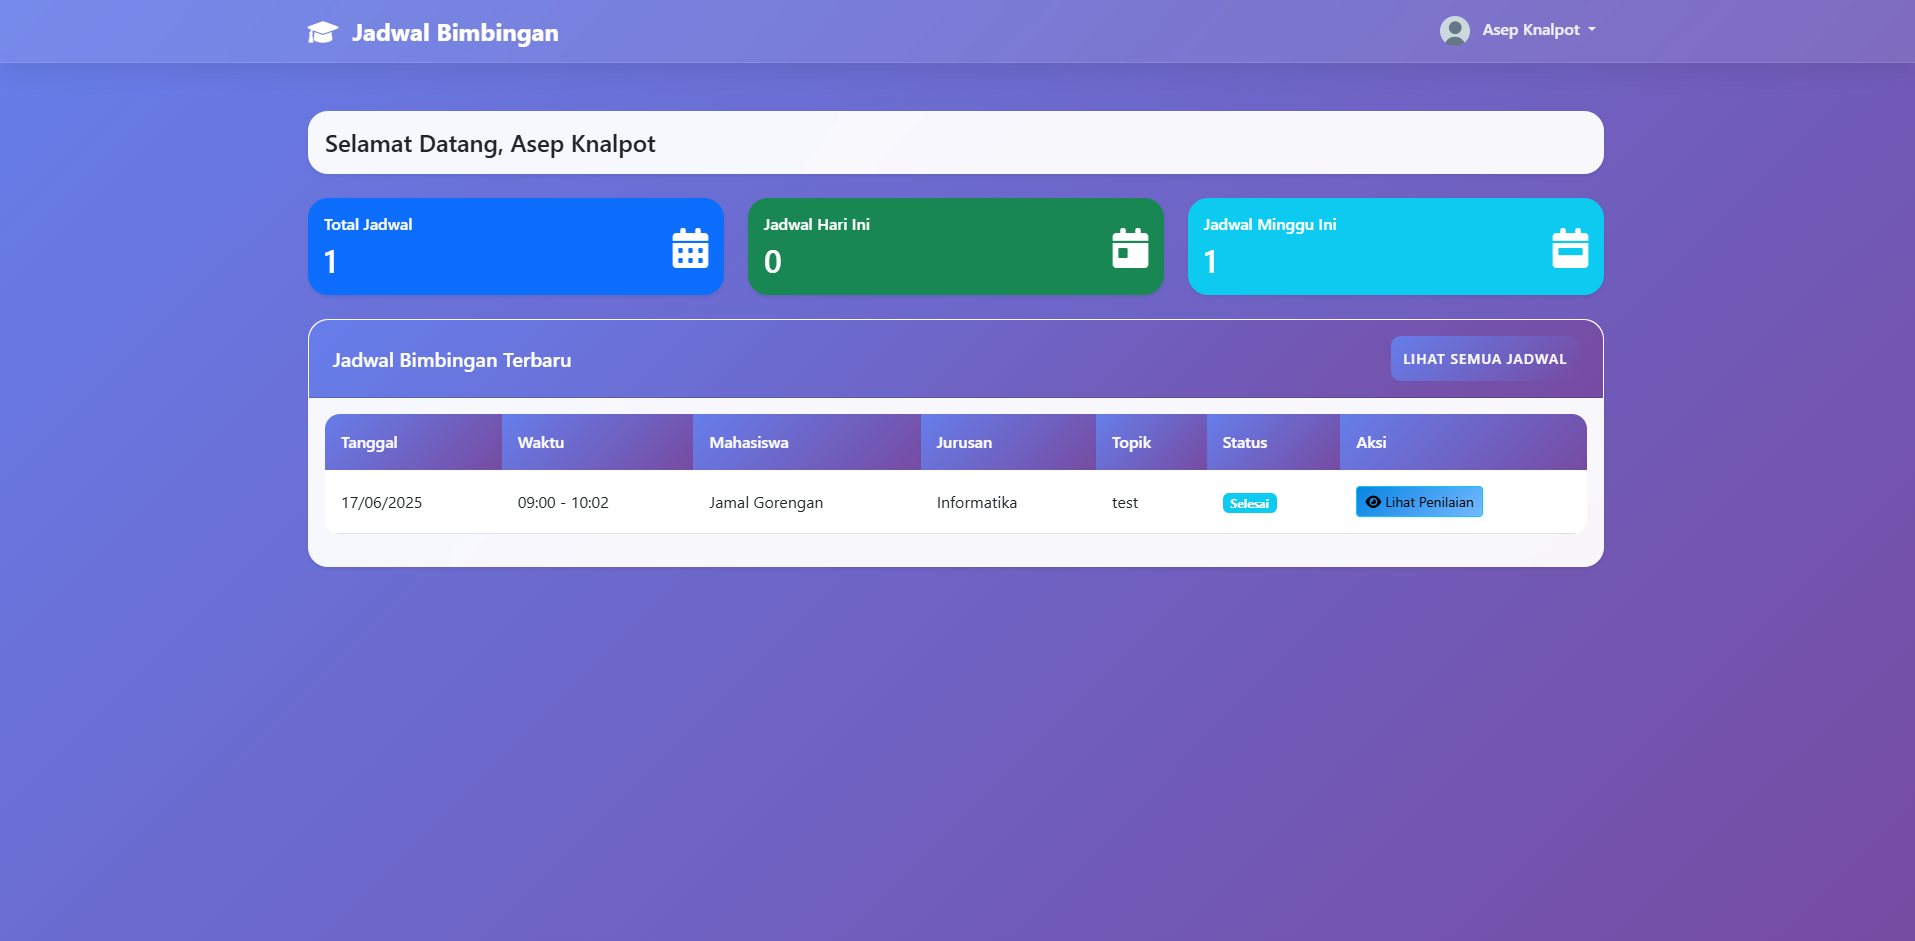 Jadwal Bimbingan
Asep Knalpot
Selamat Datang, Asep Knalpot
Total Jadwal
1
Jadwal Hari Ini
0
Jadwal Minggu Ini
1
Jadwal Bimbingan Terbaru
LIHAT SEMUA JADWAL
Tanggal Waktu Mahasiswa Jurusan Topik Status Aksi
17/06/2025 09:00 - 10:02 Jamal Gorengan Informatika test Selesai Lihat Penilaian